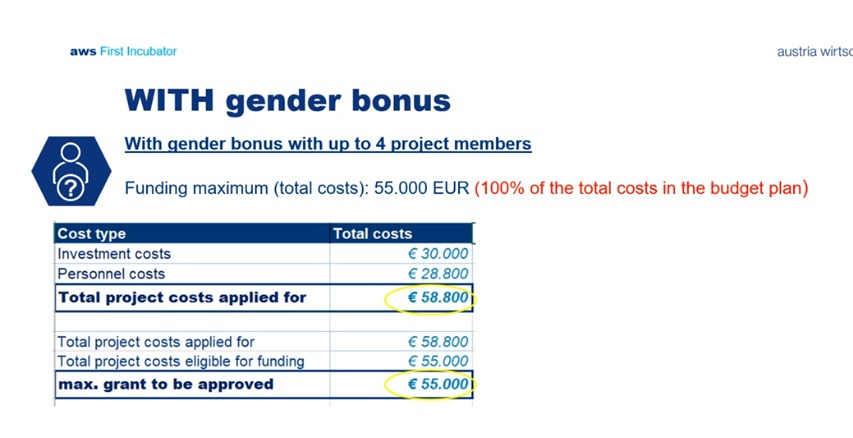 aws First Incubator
austria wirtsc
WITH gender bonus
With gender bonus with up to 4 project members
?
Funding maximum (total costs): 55.000 EUR (100% of the total costs in the budget plan)
Cost type Total costs
Investment costs € 30.000
Personnel costs € 28.800
Total project costs applied for € 58.800
Total project costs applied for € 58.800
Total project costs eligible for funding € 55.000
max. grant to be approved € 55.000